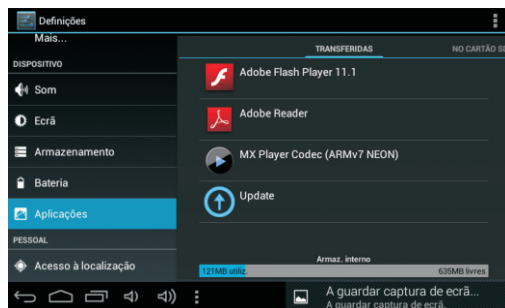 Definições
Mais...
DISPOSITIVO
Som
Ecrã
Armazenamento
Bateria
Aplicações
PESSOAL
Acesso à localização
TRANSFERIDAS
NO CARTÃO S
Adobe Flash Player 11.1
Adobe Reader
MX Player Codec (ARMv7 NEON)
Update
Armaz. interno
121MB utiliz.
635MB livres
A guardar captura de ecrã...
A guardar captura de ecrã.